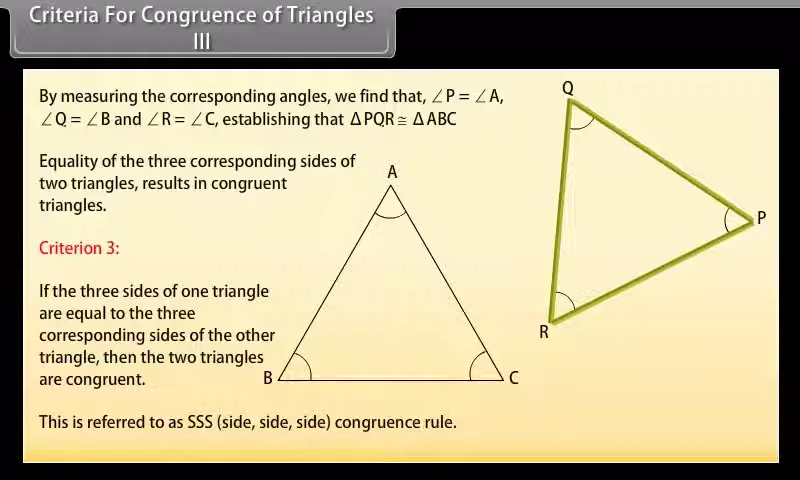 Criteria For Congruence of Triangles
III
By measuring the corresponding angles, we find that, ∠P = ∠A,
∠Q = ∠B and ∠R = ∠C, establishing that ΔPQR ≅ ΔABC
Equality of the three corresponding sides of
two triangles, results in congruent
triangles.
Criterion 3:
If the three sides of one triangle
are equal to the three
corresponding sides of the other
triangle, then the two triangles
are congruent.
This is referred to as SSS (side, side, side) congruence rule.
A
B
C
Q
P
R